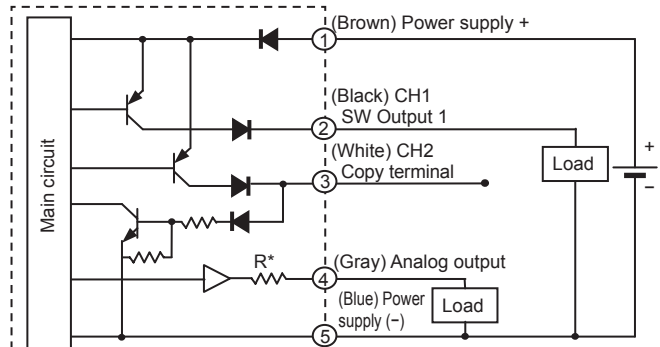 Main circuit
1
(Brown) Power supply +
2
(Black) CH1
SW Output 1
3
(White) CH2
Copy terminal
Load
+
−
R*
4
(Gray) Analog output
(Blue) Power
supply (−)
Load
5